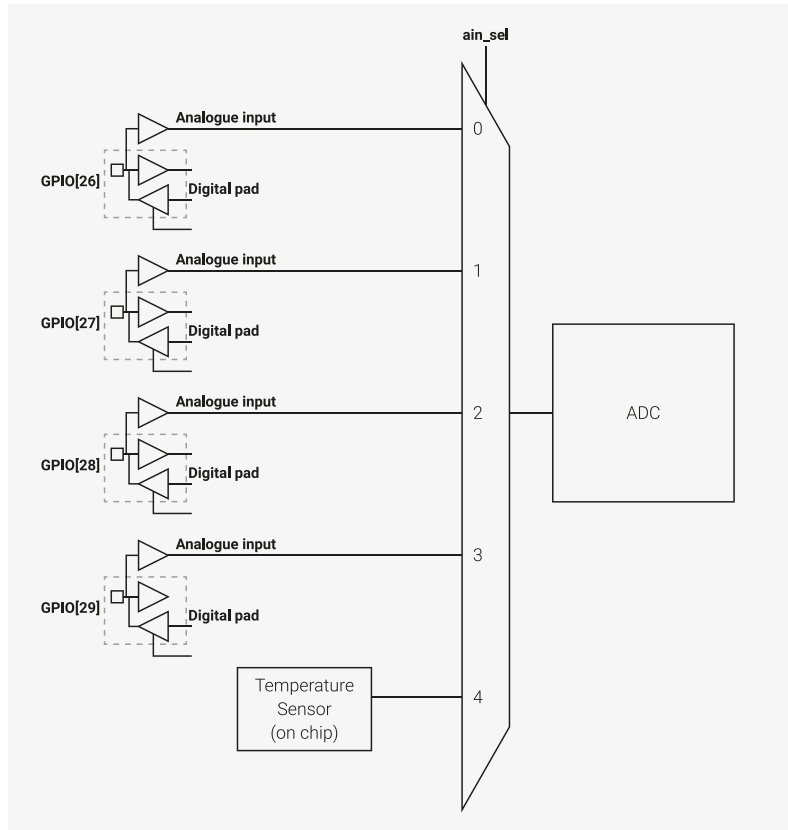 ain_sel
Analogue input
0
GPIO[26]
Digital pad
Analogue input
1
GPIO[27]
Digital pad
Analogue input
2
ADC
GPIO[28]
Digital pad
Analogue input
3
GPIO[29]
Digital pad
Temperature
Sensor
(on chip)
4